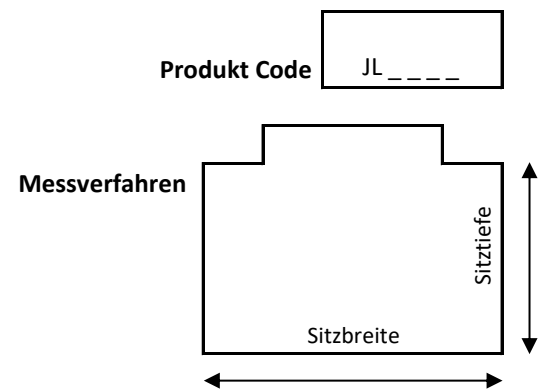 Produkt Code JL _ _ _ _
Messverfahren
Sitztiefe
Sitzbreite